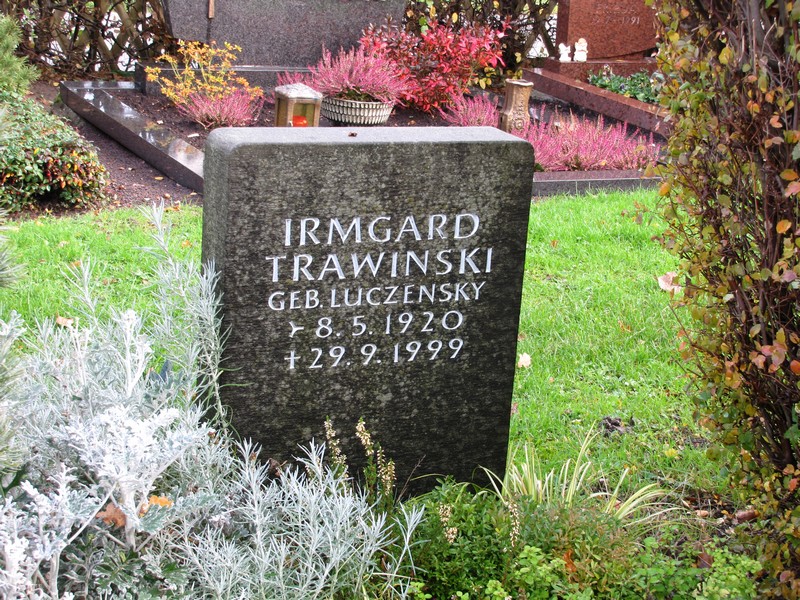 IRMGARD
TRAWINSKI
GEB. LUCZENSKY
8. 5. 1920
† 29. 9. 1999